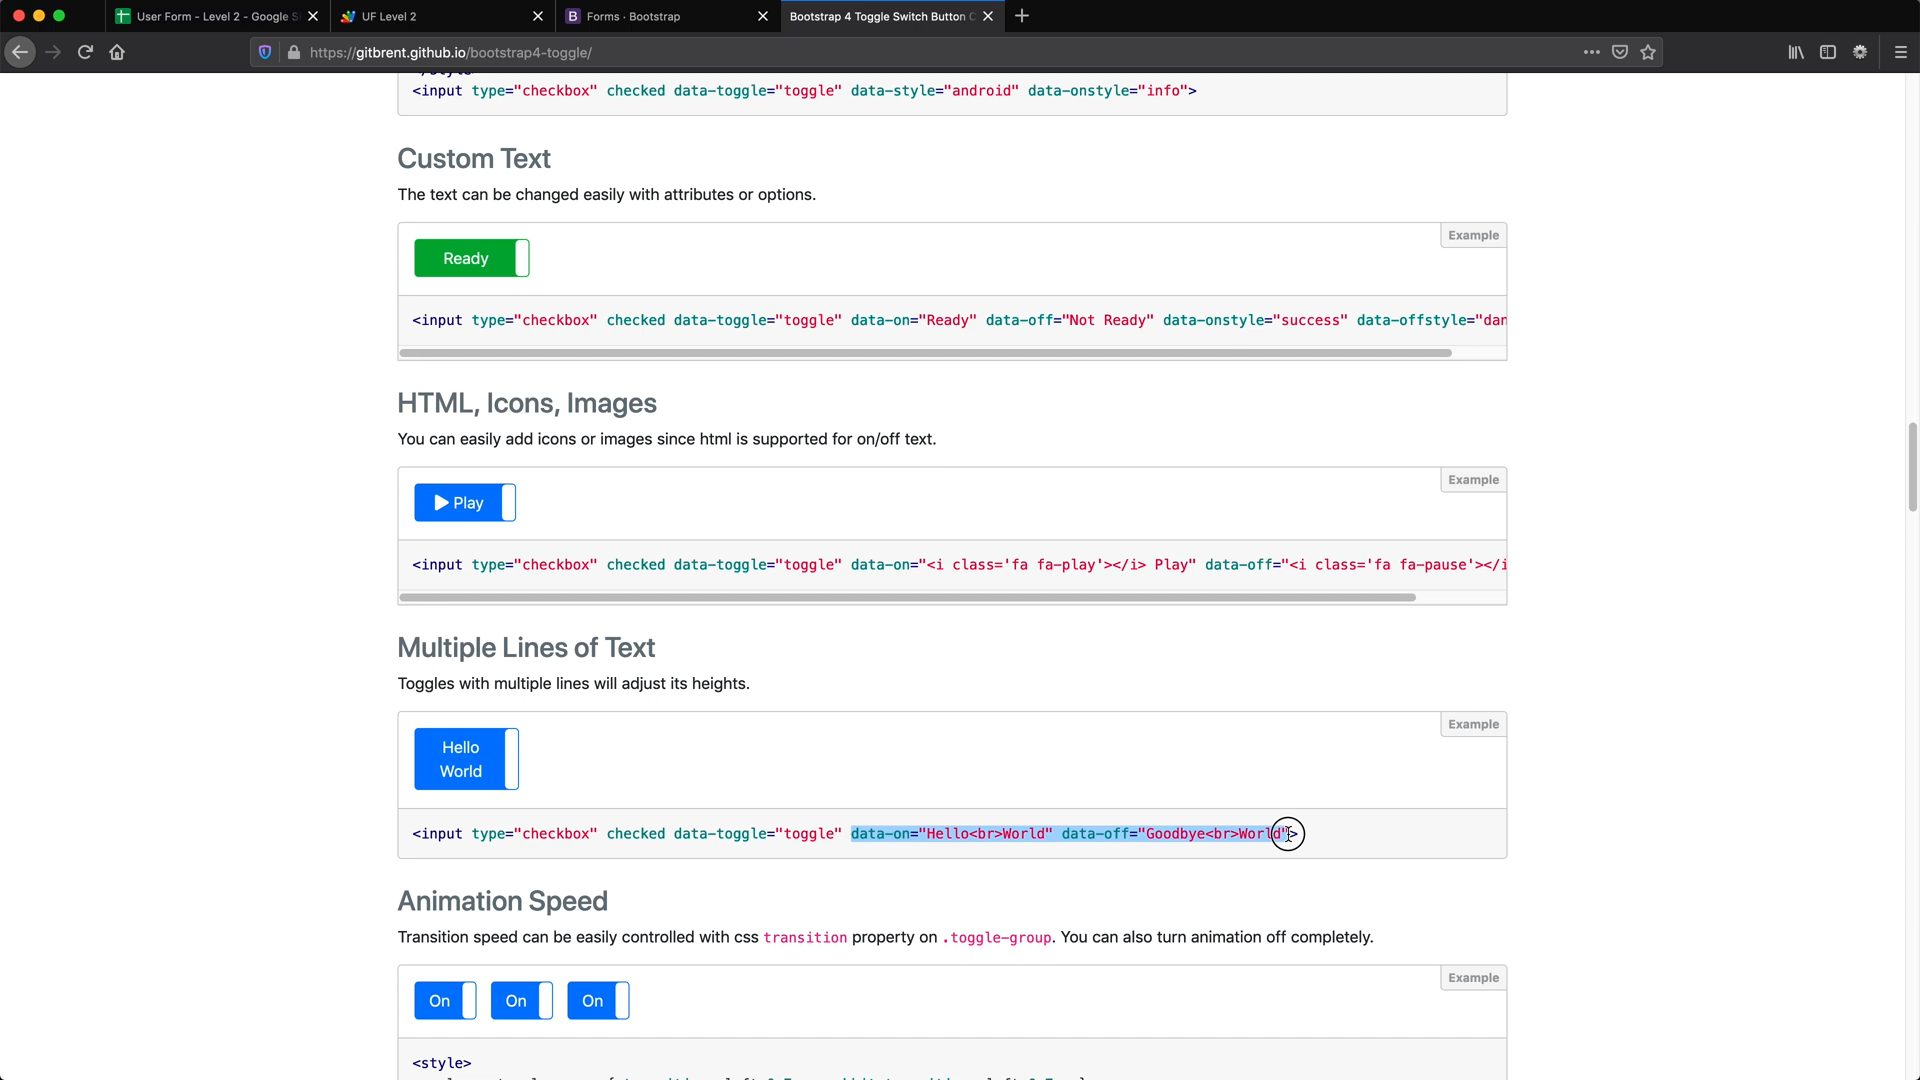 User Form - Level 2 - Google S
UF Level 2
Forms · Bootstrap
Bootstrap 4 Toggle Switch Button
https://gitbrent.github.io/bootstrap4-toggle/
<input type="checkbox" checked data-toggle="toggle" data-style="android" data-onstyle="info">
Custom Text
The text can be changed easily with attributes or options.
Example
Ready
<input type="checkbox" checked data-toggle="toggle" data-on="Ready" data-off="Not Ready" data-onstyle="success" data-offstyle="dan
HTML, Icons, Images
You can easily add icons or images since html is supported for on/off text.
Example
Play
<input type="checkbox" checked data-toggle="toggle" data-on="<i class='fa fa-play'></i> Play" data-off="<i class='fa fa-pause'></i
Multiple Lines of Text
Toggles with multiple lines will adjust its heights.
Example
Hello
World
<input type="checkbox" checked data-toggle="toggle" data-on="Hello<br>World" data-off="Goodbye<br>World">
Animation Speed
Transition speed can be easily controlled with css transition property on .toggle-group. You can also turn animation off completely.
Example
On On On
<style>